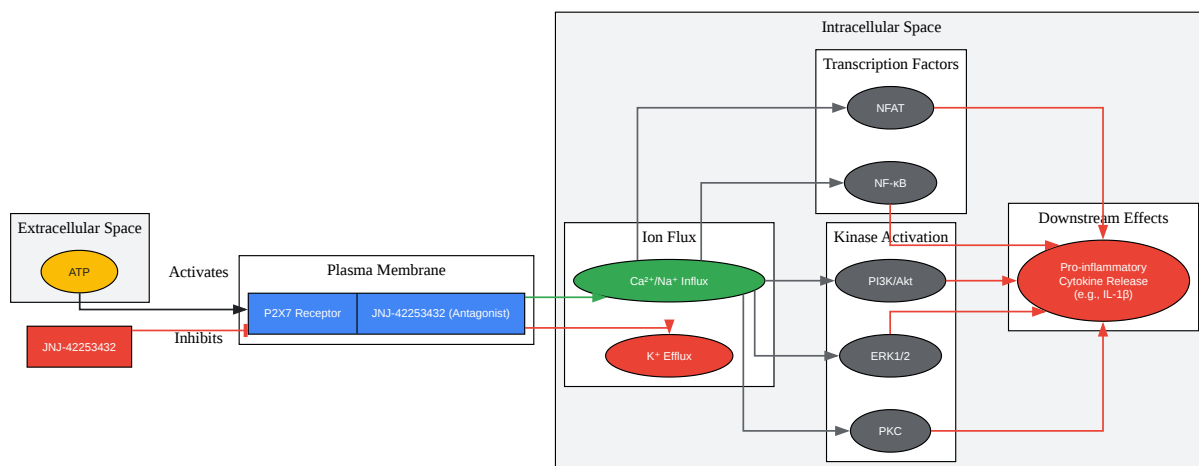 Intracellular Space
Transcription Factors
NFAT
NF-κB
Extracellular Space
ATP
Activates
Plasma Membrane
P2X7 Receptor
JNJ-42253432 (Antagonist)
JNJ-42253432
Inhibits
Ion Flux
Ca²⁺/Na⁺ Influx
K⁺ Efflux
Kinase Activation
PI3K/Akt
ERK1/2
PKC
Downstream Effects
Pro-inflammatory
Cytokine Release
(e.g., IL-1β)